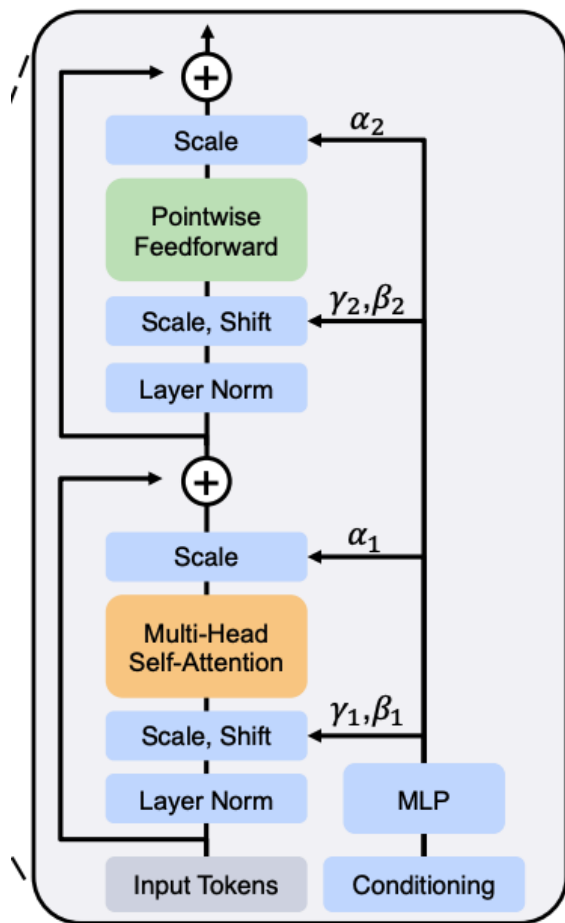 α₂
Scale
Pointwise
Feedforward
γ₂,β₂
Scale, Shift
Layer Norm
α₁
Scale
Multi-Head
Self-Attention
γ₁,β₁
Scale, Shift
Layer Norm
MLP
Input Tokens
Conditioning